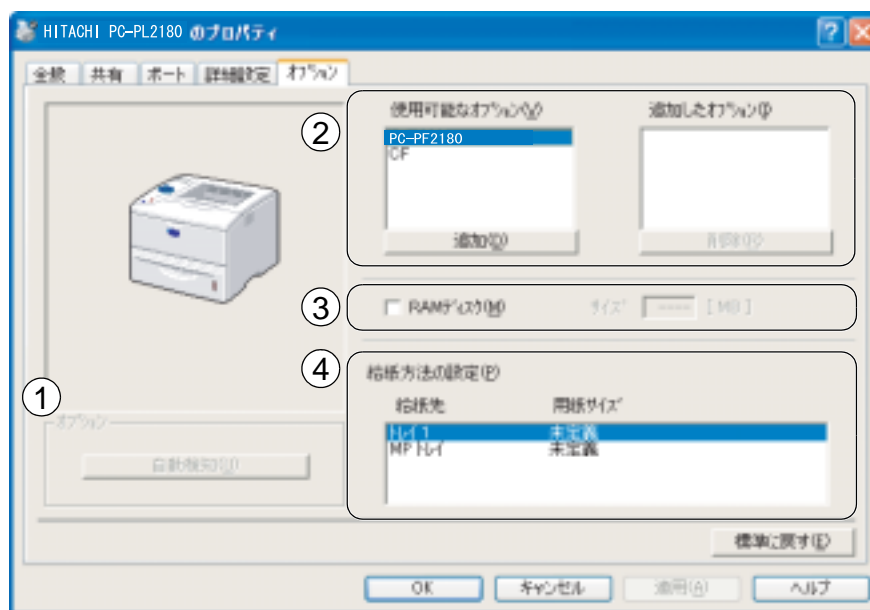 HITACHI PC-PL2180 のプロパティ
全般 共有 ポート 詳細設定 ｵﾌﾟｼｮﾝ
②
使用可能なｵﾌﾟｼｮﾝ(V)
追加したｵﾌﾟｼｮﾝ(I)
PC-PF2180
CF
追加(D)
削除(R)
③
RAMﾃﾞｨｽｸ(M)
ｻｲｽﾞ ---- [MB]
④
給紙方法の設定(P)
給紙先 用紙ｻｲｽﾞ
ﾄﾚｲ 1 未定義
MP ﾄﾚｲ 未定義
①
ｵﾌﾟｼｮﾝ
自動検知(U)
標準に戻す(E)
OK キャンセル 適用(A) ヘルプ